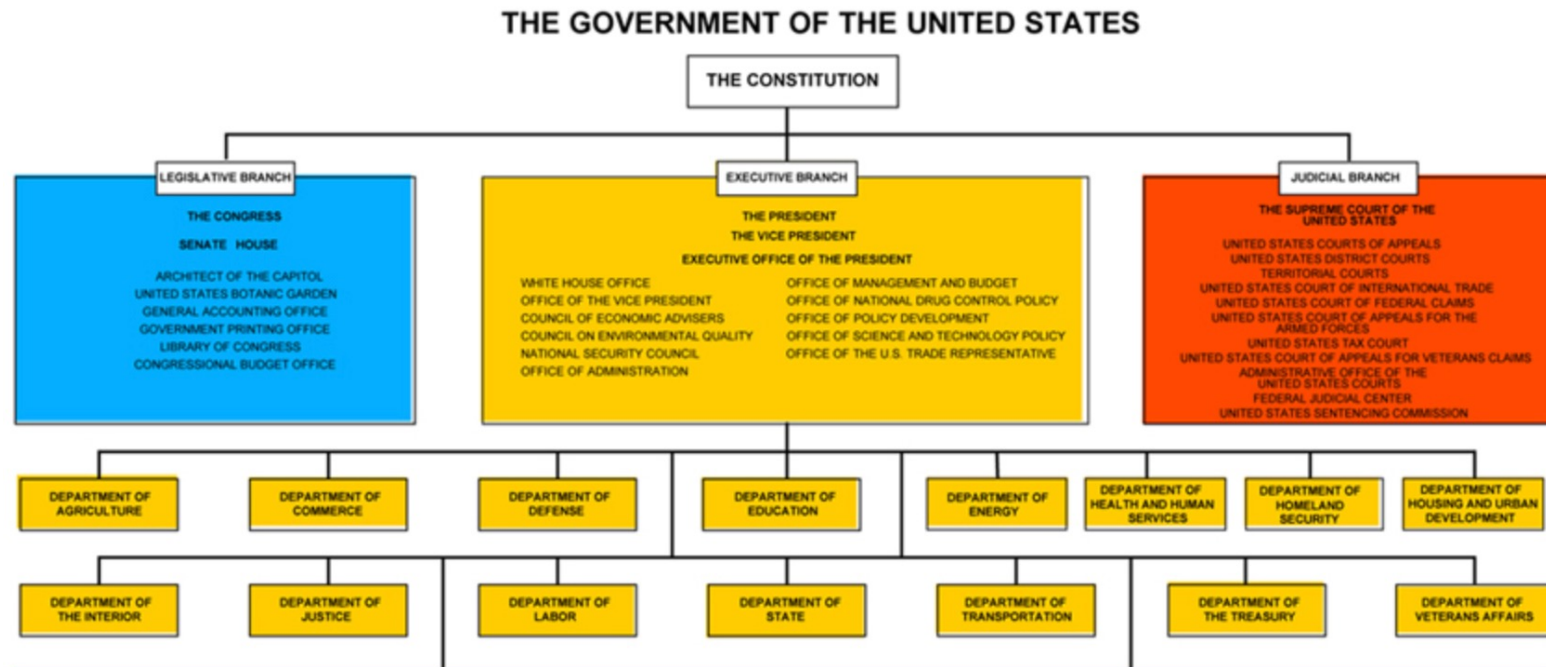 THE GOVERNMENT OF THE UNITED STATES
THE CONSTITUTION
LEGISLATIVE BRANCH
THE CONGRESS
SENATE HOUSE
ARCHITECT OF THE CAPITOL
UNITED STATES BOTANIC GARDEN
GENERAL ACCOUNTING OFFICE
GOVERNMENT PRINTING OFFICE
LIBRARY OF CONGRESS
CONGRESSIONAL BUDGET OFFICE
EXECUTIVE BRANCH
THE PRESIDENT
THE VICE PRESIDENT
EXECUTIVE OFFICE OF THE PRESIDENT
WHITE HOUSE OFFICE
OFFICE OF THE VICE PRESIDENT
COUNCIL OF ECONOMIC ADVISERS
COUNCIL ON ENVIRONMENTAL QUALITY
NATIONAL SECURITY COUNCIL
OFFICE OF ADMINISTRATION
OFFICE OF MANAGEMENT AND BUDGET
OFFICE OF NATIONAL DRUG CONTROL POLICY
OFFICE OF POLICY DEVELOPMENT
OFFICE OF SCIENCE AND TECHNOLOGY POLICY
OFFICE OF THE U.S. TRADE REPRESENTATIVE
JUDICIAL BRANCH
THE SUPREME COURT OF THE
UNITED STATES
UNITED STATES COURTS OF APPEALS
UNITED STATES DISTRICT COURTS
TERRITORIAL COURTS
UNITED STATES COURT OF INTERNATIONAL TRADE
UNITED STATES COURT OF FEDERAL CLAIMS
UNITED STATES COURT OF APPEALS FOR THE
ARMED FORCES
UNITED STATES TAX COURT
UNITED STATES COURT OF APPEALS FOR VETERANS CLAIMS
ADMINISTRATIVE OFFICE OF THE
UNITED STATES COURTS
FEDERAL JUDICIAL CENTER
UNITED STATES SENTENCING COMMISSION
DEPARTMENT OF
AGRICULTURE
DEPARTMENT OF
COMMERCE
DEPARTMENT OF
DEFENSE
DEPARTMENT OF
EDUCATION
DEPARTMENT OF
ENERGY
DEPARTMENT OF
HEALTH AND HUMAN
SERVICES
DEPARTMENT OF
HOMELAND
SECURITY
DEPARTMENT OF
HOUSING AND URBAN
DEVELOPMENT
DEPARTMENT OF
THE INTERIOR
DEPARTMENT OF
JUSTICE
DEPARTMENT OF
LABOR
DEPARTMENT OF
STATE
DEPARTMENT OF
TRANSPORTATION
DEPARTMENT OF
THE TREASURY
DEPARTMENT OF
VETERANS AFFAIRS